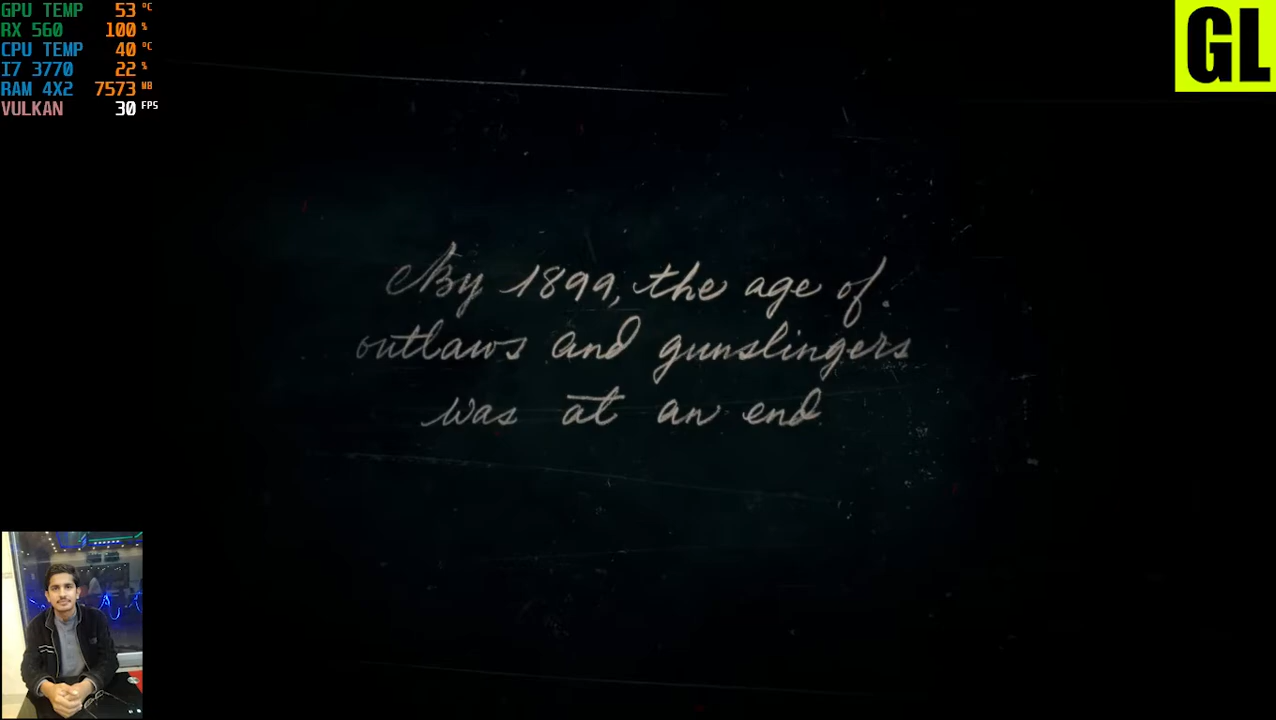 GPU TEMP 53 °C
RX 560 100 %
CPU TEMP 40 °C
I7 3770 22 %
RAM 4X2 7573 MB
VULKAN 30 FPS
GL
By 1899, the age of
outlaws and gunslingers
was at an end